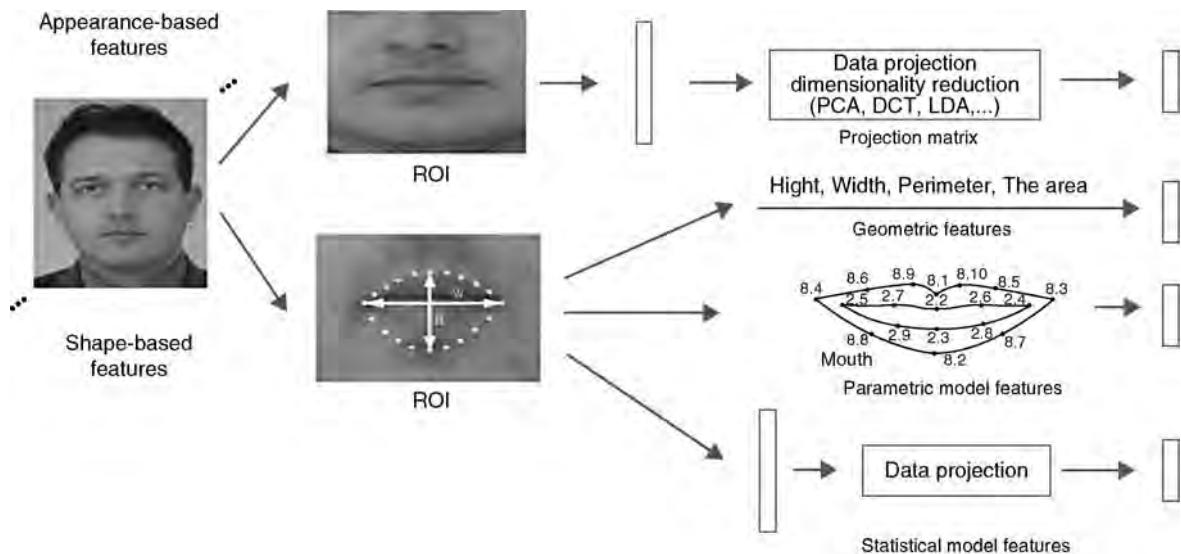 Appearance-based
features
ROI
Data projection
dimensionality reduction
(PCA, DCT, LDA,...)
Projection matrix
Hight, Width, Perimeter, The area
Geometric features
W
H
ROI
Shape-based
features
8.4 8.6 8.9 8.1 8.10 8.5 8.3
2.5 2.7 2.2 2.6 2.4
8.8 2.9 2.3 2.8 8.7
8.2
Mouth
Parametric model features
Data projection
Statistical model features